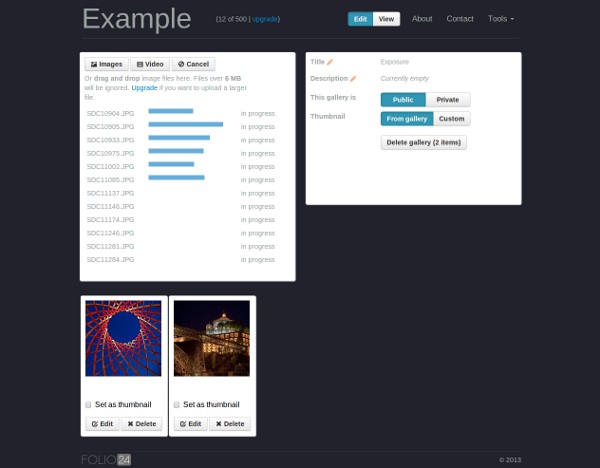 Example (12 of 500 | upgrade) Edit View About Contact Tools
Images Video Cancel
Or drag and drop image files here. Files over 6 MB
will be ignored. Upgrade if you want to upload a larger
file.
SDC10904.JPG in progress
SDC10905.JPG in progress
SDC10933.JPG in progress
SDC10975.JPG in progress
SDC11002.JPG in progress
SDC11085.JPG in progress
SDC11137.JPG in progress
SDC11146.JPG in progress
SDC11174.JPG in progress
SDC11246.JPG in progress
SDC11281.JPG in progress
SDC11284.JPG in progress
Title Exposure
Description Currently empty
This gallery is Public Private
Thumbnail From gallery Custom
Delete gallery (2 items)
Set as thumbnail Set as thumbnail
Edit Delete Edit Delete
FOLIO24 © 2013